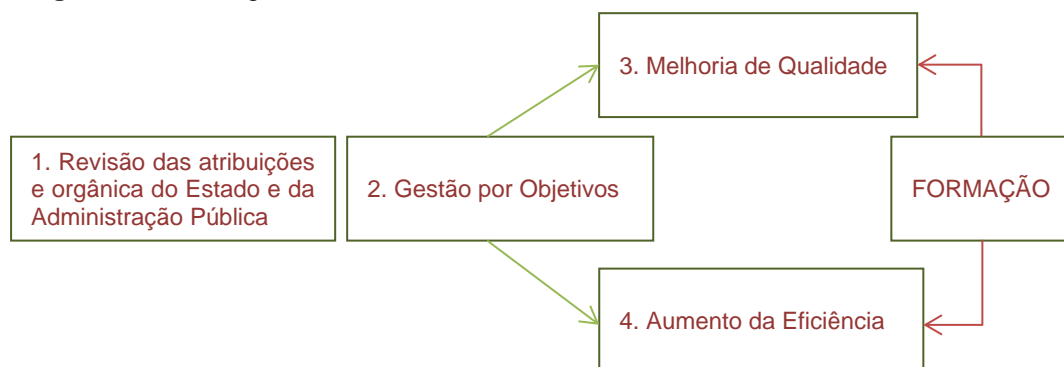 3. Melhoria de Qualidade
1. Revisão das atribuições
e orgânica do Estado e da
Administração Pública
2. Gestão por Objetivos
FORMAÇÃO
4. Aumento da Eficiência